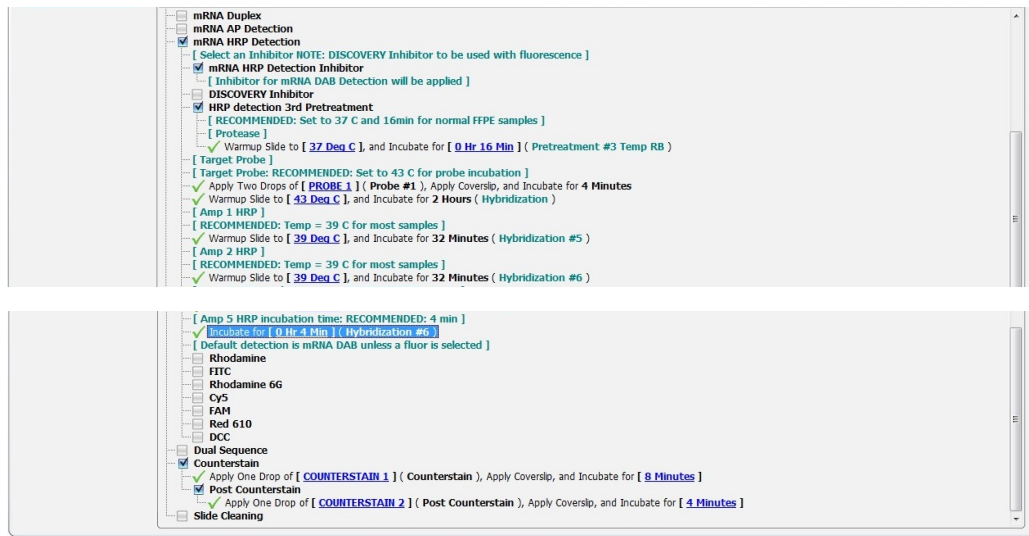 mRNA Duplex
mRNA AP Detection
mRNA HRP Detection
[ Select an Inhibitor NOTE: DISCOVERY Inhibitor to be used with fluorescence ]
mRNA HRP Detection Inhibitor
[ Inhibitor for mRNA DAB Detection will be applied ]
DISCOVERY Inhibitor
HRP detection 3rd Pretreatment
[ RECOMMENDED: Set to 37 C and 16min for normal FFPE samples ]
[ Protease ]
Warmup Slide to [ 37 Deg C ], and Incubate for [ 0 Hr 16 Min ] ( Pretreatment #3 Temp RB )
[ Target Probe ]
[ Target Probe: RECOMMENDED: Set to 43 C for probe incubation ]
Apply Two Drops of [ PROBE 1 ] ( Probe #1 ), Apply Coverslip, and Incubate for 4 Minutes
Warmup Slide to [ 43 Deg C ], and Incubate for 2 Hours ( Hybridization )
[ Amp 1 HRP ]
[ RECOMMENDED: Temp = 39 C for most samples ]
Warmup Slide to [ 39 Deg C ], and Incubate for 32 Minutes ( Hybridization #5 )
[ Amp 2 HRP ]
[ RECOMMENDED: Temp = 39 C for most samples ]
Warmup Slide to [ 39 Deg C ], and Incubate for 32 Minutes ( Hybridization #6 )
[ Amp 5 HRP incubation time: RECOMMENDED: 4 min ]
Incubate for [ 0 Hr 4 Min ] ( Hybridization #6 )
[ Default detection is mRNA DAB unless a fluor is selected ]
Rhodamine
FITC
Rhodamine 6G
Cy5
FAM
Red 610
DCC
Dual Sequence
Counterstain
Apply One Drop of [ COUNTERSTAIN 1 ] ( Counterstain ), Apply Coverslip, and Incubate for [ 8 Minutes ]
Post Counterstain
Apply One Drop of [ COUNTERSTAIN 2 ] ( Post Counterstain ), Apply Coverslip, and Incubate for [ 4 Minutes ]
Slide Cleaning